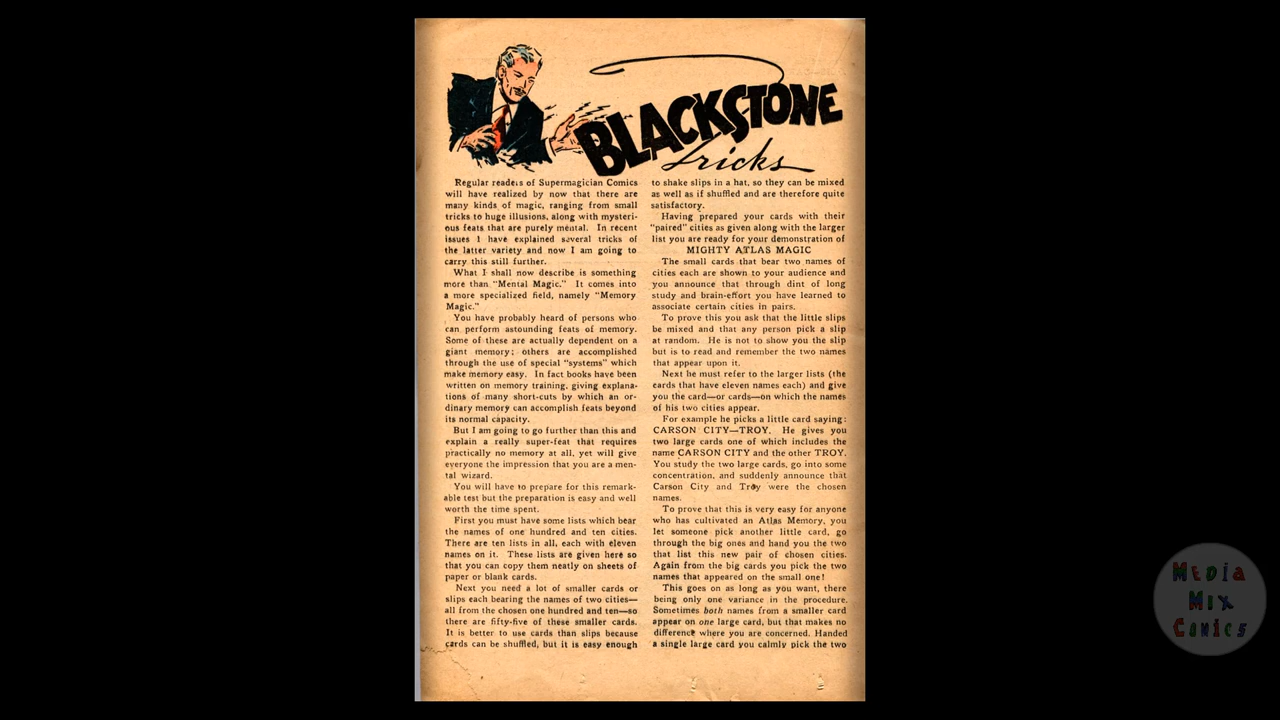 BLACKSTONE
tricks
Regular readers of Supermagician Comics
will have realized by now that there are
many kinds of magic, ranging from small
tricks to huge illusions, along with mysteri-
ous feats that are purely mental. In recent
issues I have explained several tricks of
the latter variety and now I am going to
carry this still further.
What I shall now describe is something
more than "Mental Magic." It comes into
a more specialized field, namely "Memory
Magic."
You have probably heard of persons who
can perform astounding feats of memory.
Some of these are actually dependent on a
giant memory; others are accomplished
through the use of special "systems" which
make memory easy. In fact books have been
written on memory training, giving explana-
tions of many short-cuts by which an or-
dinary memory can accomplish feats beyond
its normal capacity.
But I am going to go further than this and
explain a really super-feat that requires
practically no memory at all, yet will give
everyone the impression that you are a men-
tal wizard.
You will have to prepare for this remark-
able test but the preparation is easy and well
worth the time spent.
First you must have some lists which bear
the names of one hundred and ten cities.
There are ten lists in all, each with eleven
names on it. These lists are given here so
that you can copy them neatly on sheets of
paper or blank cards.
Next you need a lot of smaller cards or
slips each bearing the names of two cities—
all from the chosen one hundred and ten—so
there are fifty-five of these smaller cards.
It is better to use cards than slips because
cards can be shuffled, but it is easy enough
to shake slips in a hat, so they can be mixed
as well as if shuffled and are therefore quite
satisfactory.
Having prepared your cards with their
"paired" cities as given along with the larger
list you are ready for your demonstration of
MIGHTY ATLAS MAGIC
The small cards that bear two names of
cities each are shown to your audience and
you announce that through dint of long
study and brain-effort you have learned to
associate certain cities in pairs.
To prove this you ask that the little slips
be mixed and that any person pick a slip
at random. He is not to show you the slip
but is to read and remember the two names
that appear upon it.
Next he must refer to the larger lists (the
cards that have eleven names each) and give
you the card—or cards—on which the names
of his two cities appear.
For example he picks a little card saying:
CARSON CITY—TROY. He gives you
two large cards one of which includes the
name CARSON CITY and the other TROY.
You study the two large cards, go into some
concentration, and suddenly announce that
Carson City and Troy were the chosen
names.
To prove that this is very easy for anyone
who has cultivated an Atlas Memory, you
let someone pick another little card, go
through the big ones and hand you the two
that list this new pair of chosen cities.
Again from the big cards you pick the two
names that appeared on the small one!
This goes on as long as you want, there
being only one variance in the procedure.
Sometimes both names from a smaller card
appear on one large card, but that makes no
difference where you are concerned. Handed
a single large card you calmly pick the two
Media
Mix
Comics